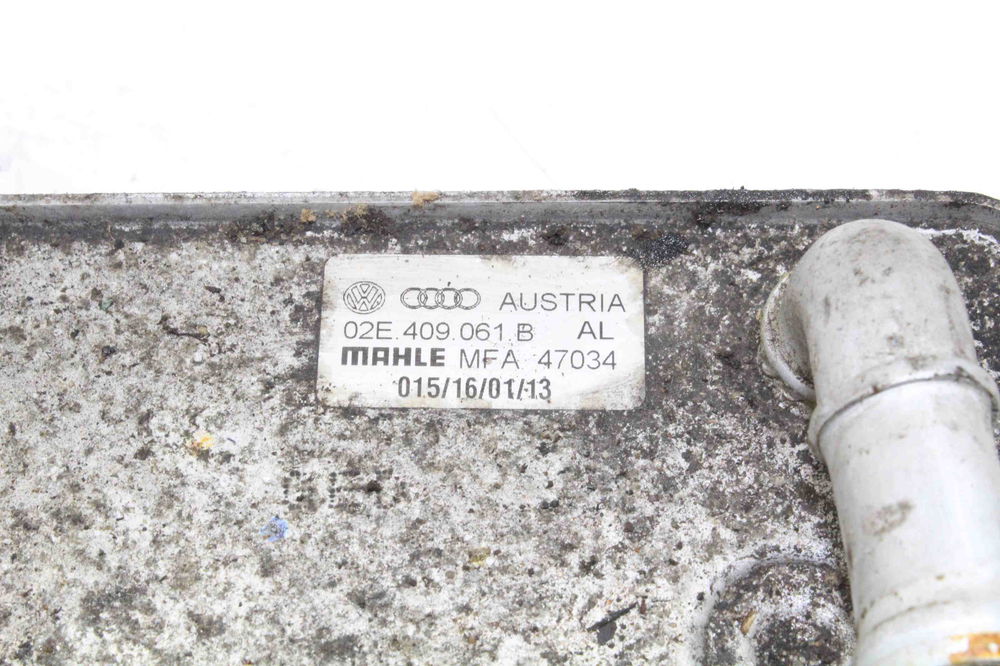 AUSTRIA
02E.409.061.B AL
MAHLE MFA 47034
015/16/01/13